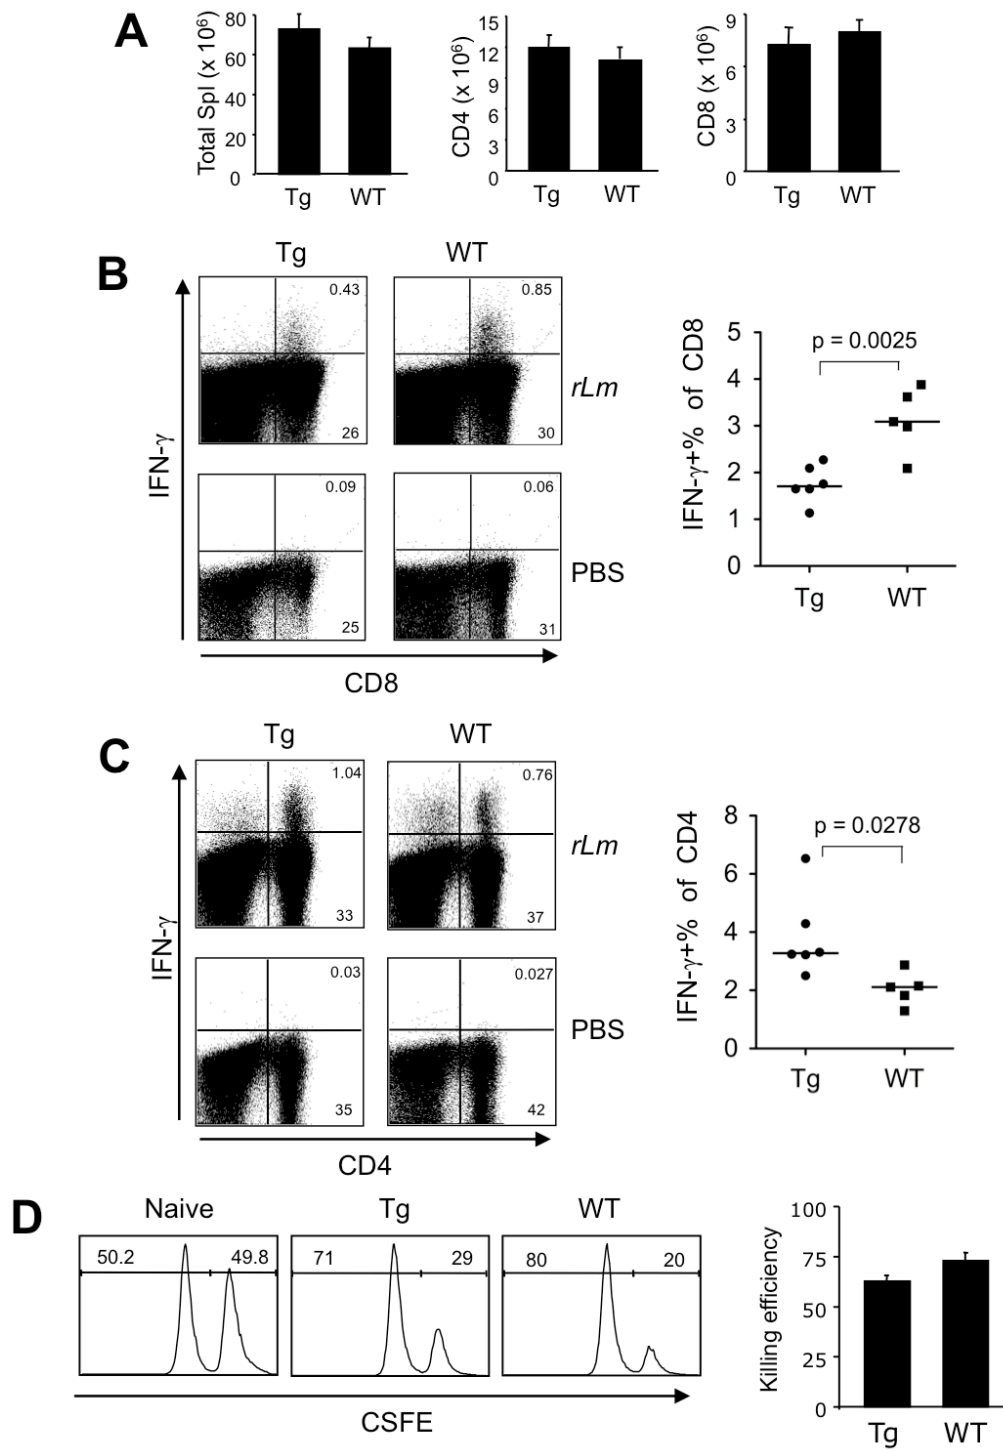 A
Total Spl (x 10⁶)
80
60
40
20
0
Tg WT
CD4 (x 10⁶)
15
12
9
6
3
0
Tg WT
CD8 (x 10⁶)
9
6
3
0
Tg WT
B
Tg WT
IFN-γ
0.43
26
0.85
30
rLm
0.09
25
0.06
31
PBS
CD8
IFN-γ+% of CD8
5
4
3
2
1
0
p = 0.0025
Tg WT
C
Tg WT
IFN-γ
1.04
33
0.76
37
rLm
0.03
35
0.027
42
PBS
CD4
IFN-γ+% of CD4
8
6
4
2
0
p = 0.0278
Tg WT
D
Naive Tg WT
50.2 49.8
71 29
80 20
CSFE
Killing efficiency
100
75
50
25
0
Tg WT